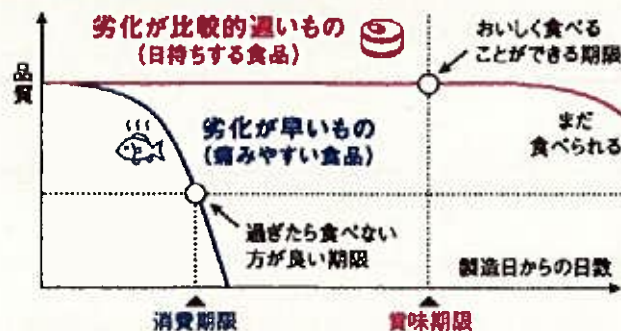 劣化が比較的遅いもの
(日持ちする食品)
おいしく食べる
ことができる期限
品質
劣化が早いもの
(痛みやすい食品)
まだ
食べられる
過ぎたら食べない
方が良い期限
製造日からの日数
消費期限
賞味期限